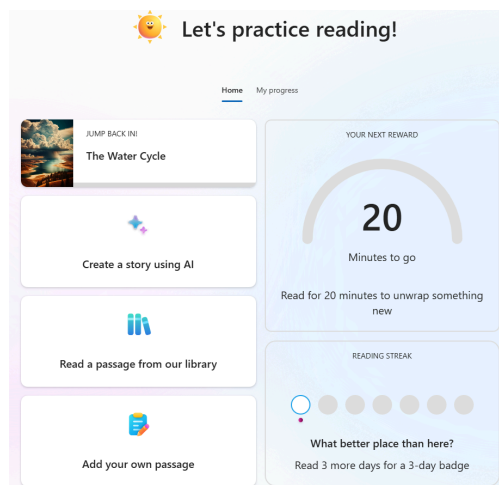 Let's practice reading!
Home
My progress
JUMP BACK IN!
The Water Cycle
Create a story using AI
Read a passage from our library
Add your own passage
YOUR NEXT REWARD
20
Minutes to go
Read for 20 minutes to unwrap something
new
READING STREAK
What better place than here?
Read 3 more days for a 3-day badge